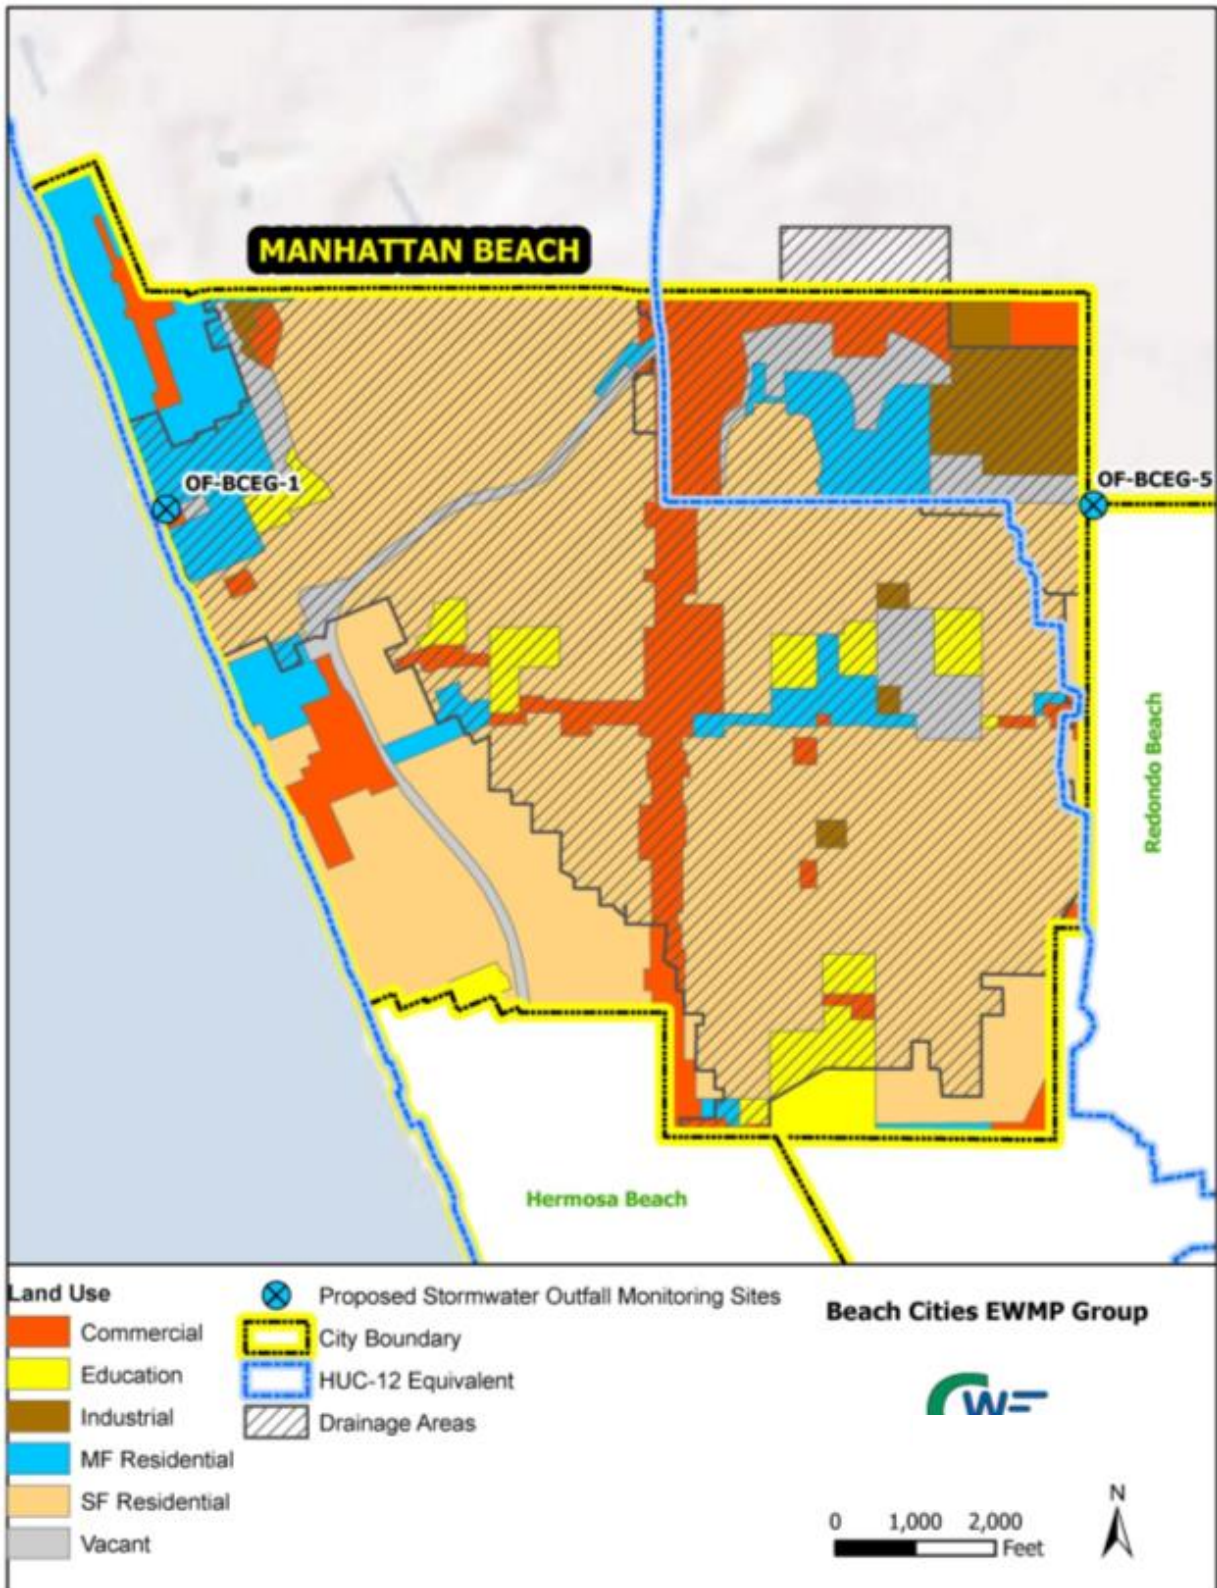 MANHATTAN BEACH
OF-BCEG-1
OF-BCEG-5
Redondo Beach
Hermosa Beach
Land Use
Commercial
Education
Industrial
MF Residential
SF Residential
Vacant
Proposed Stormwater Outfall Monitoring Sites
City Boundary
HUC-12 Equivalent
Drainage Areas
Beach Cities EWMP Group
N
0 1,000 2,000
Feet